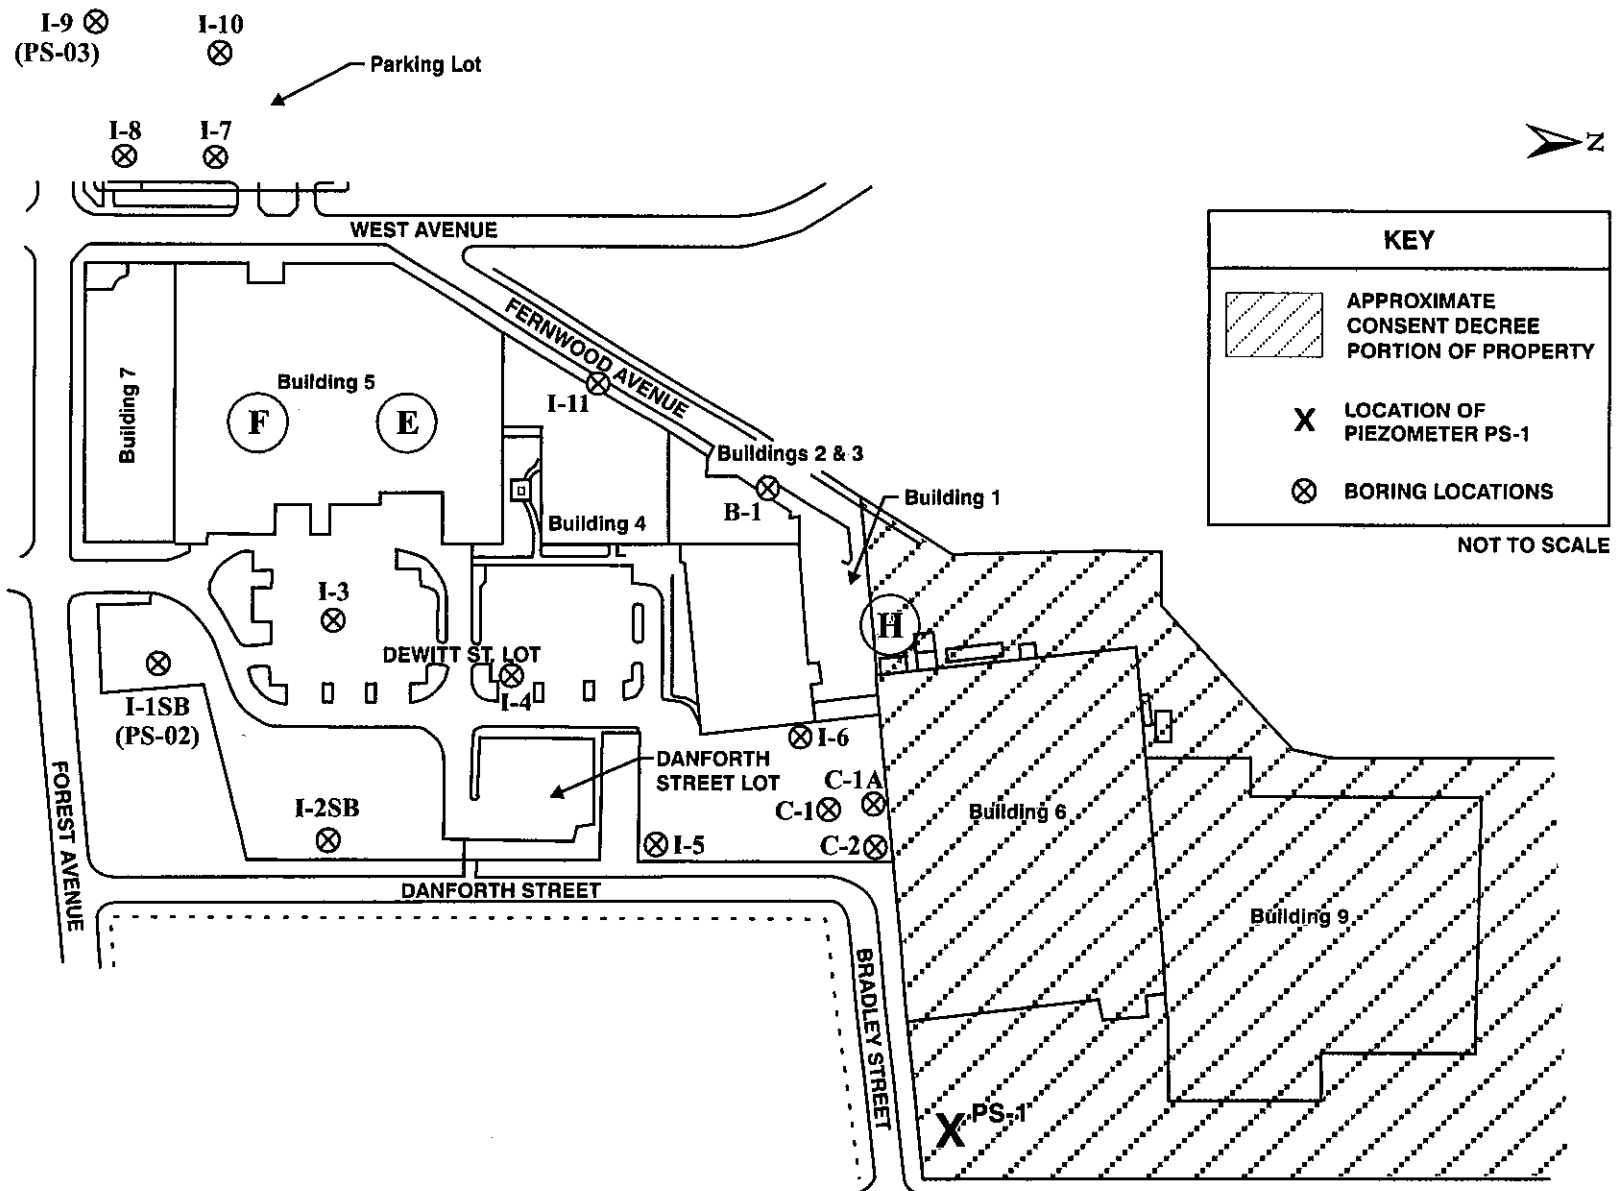 I-9
(PS-03)
I-10
Parking Lot
I-8
I-7
N
WEST AVENUE
KEY
APPROXIMATE
CONSENT DECREE
PORTION OF PROPERTY
X
LOCATION OF
PIEZOMETER PS-1
BORING LOCATIONS
NOT TO SCALE
FERNWOOD AVENUE
Building 7
Building 5
F
E
I-11
Buildings 2 & 3
B-1
Building 1
Building 4
I-3
H
DEWITT ST. LOT
I-4
I-1SB
(PS-02)
I-6
DANFORTH
STREET LOT
C-1A
C-1
Building 6
I-2SB
I-5
C-2
FOREST AVENUE
DANFORTH STREET
Building 9
BRADLEY STREET
X PS-1